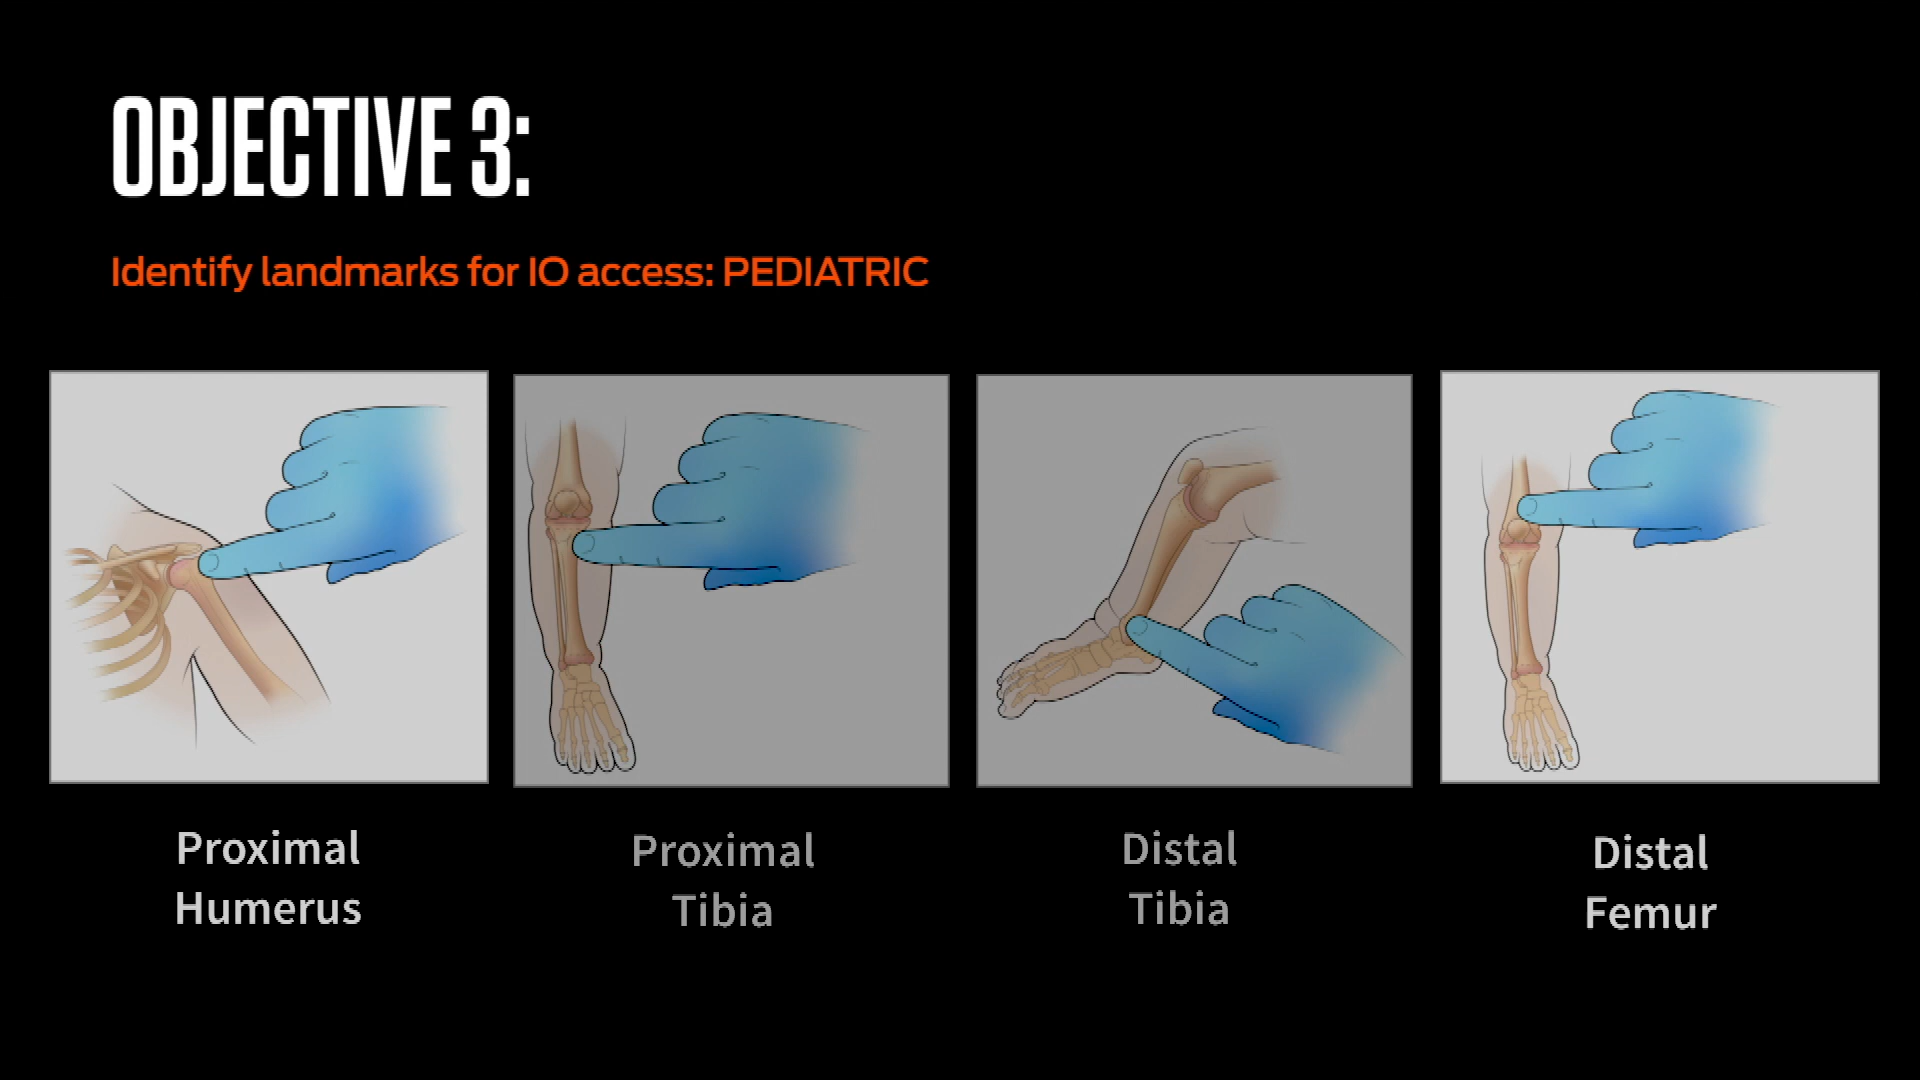 OBJECTIVE 3:
Identify landmarks for IO access: PEDIATRIC
Proximal
Humerus
Proximal
Tibia
Distal
Tibia
Distal
Femur